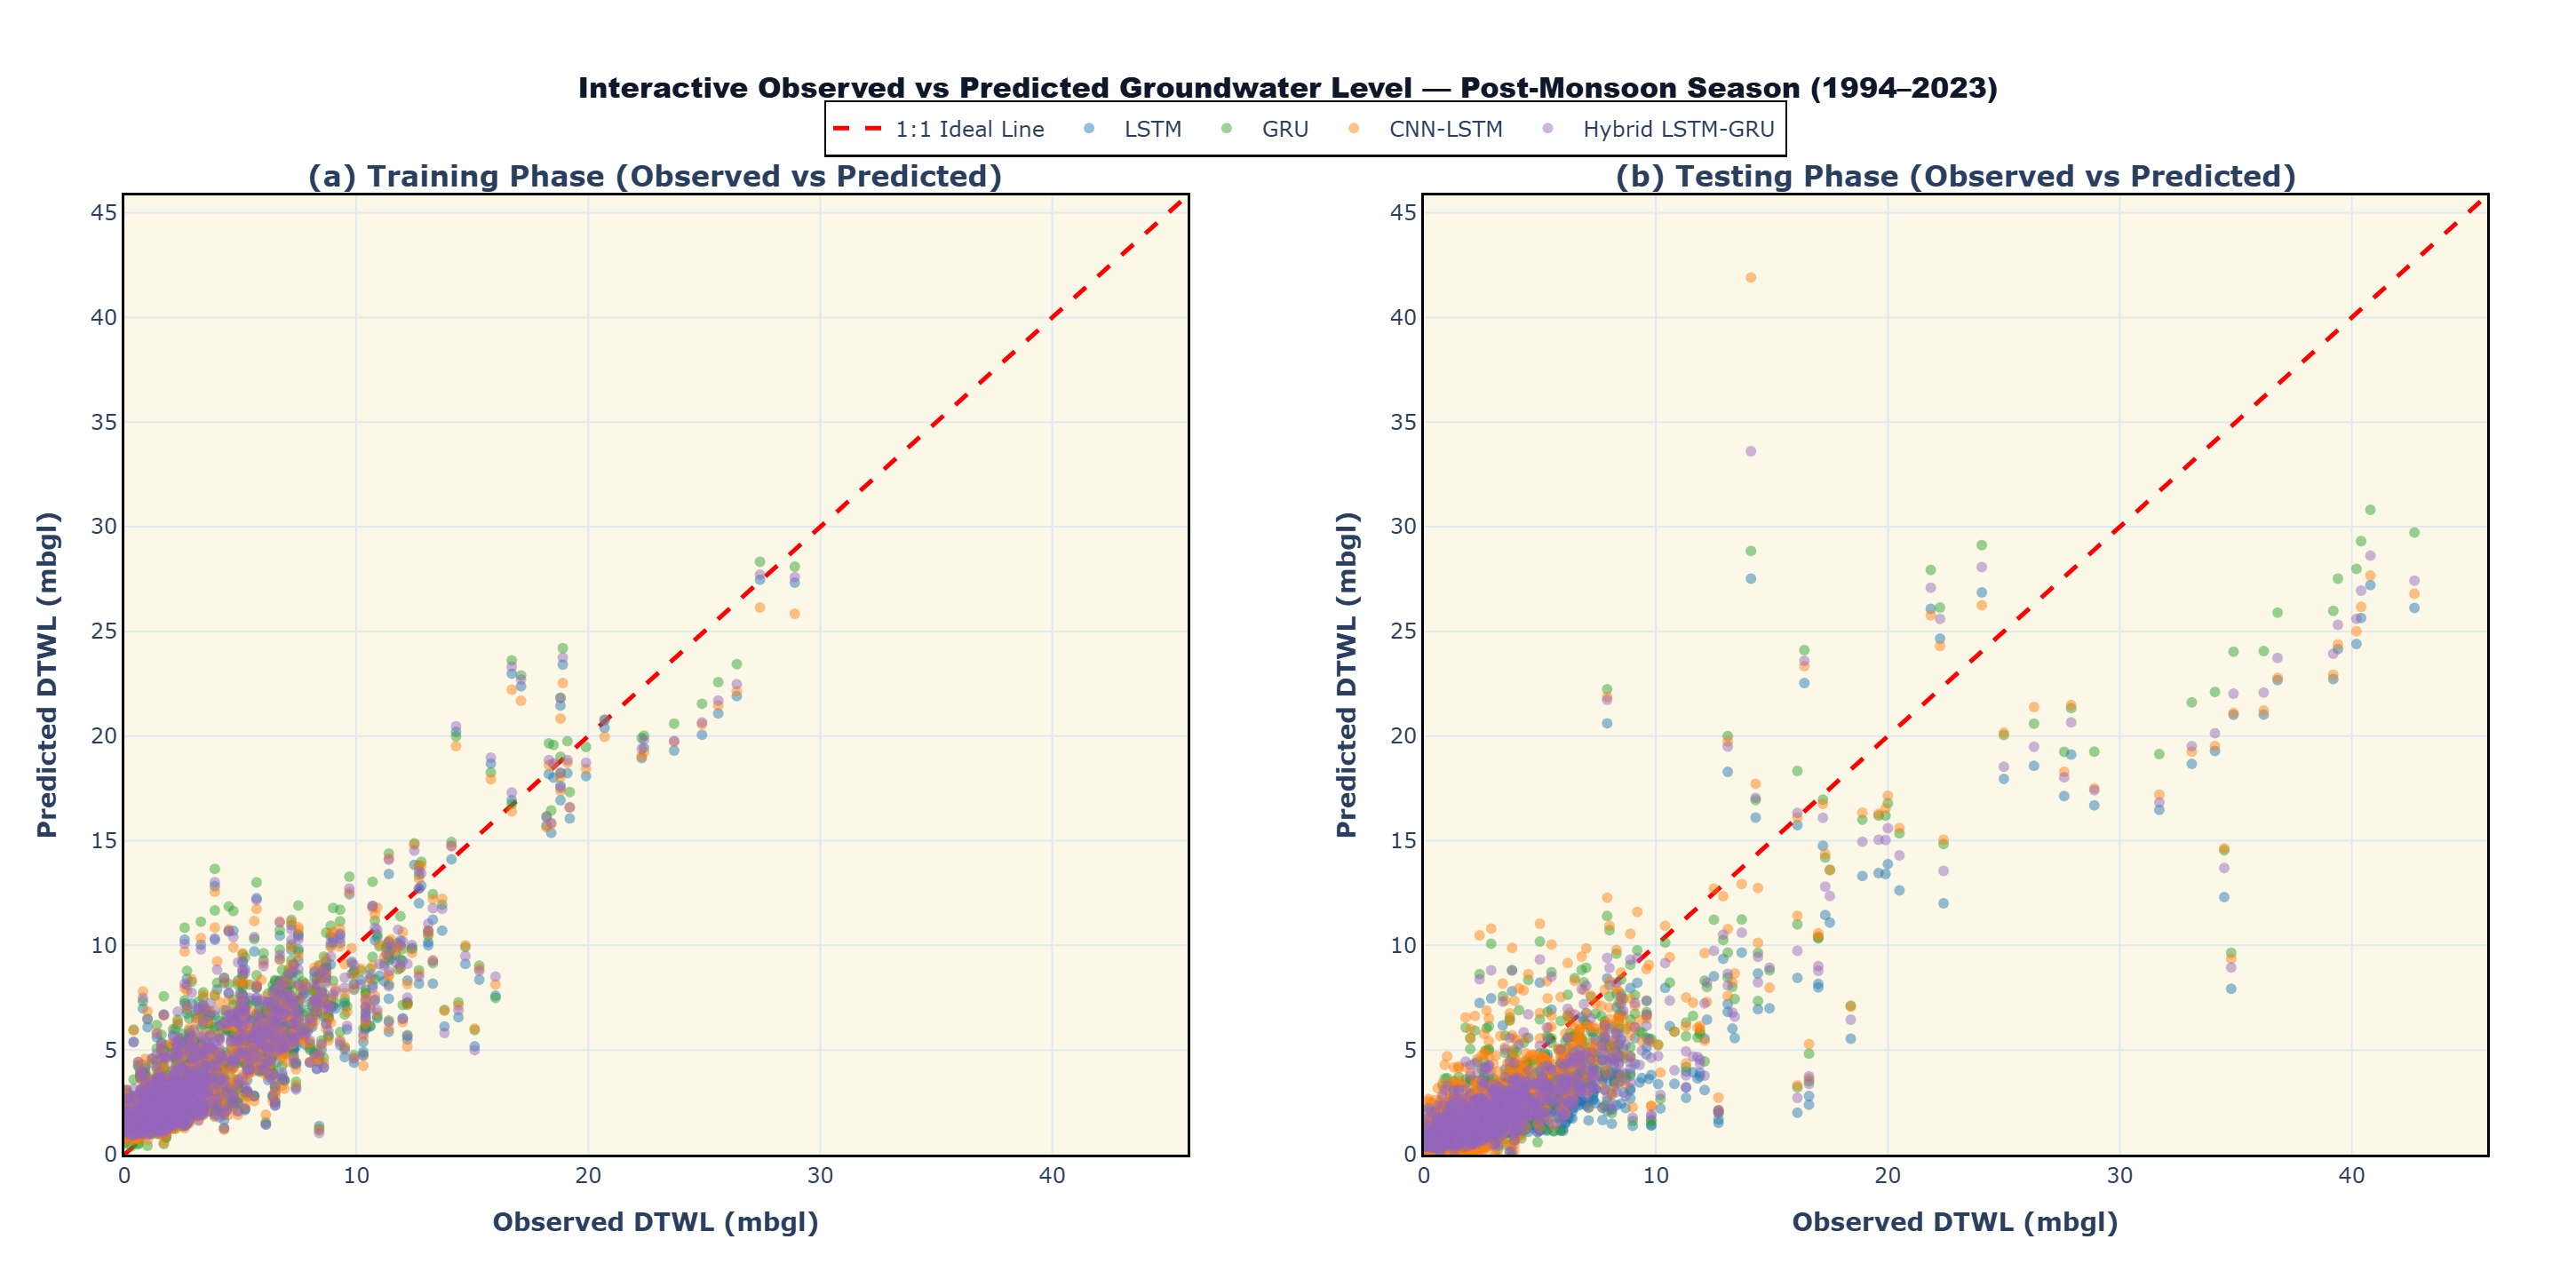 Interactive Observed vs Predicted Groundwater Level — Post-Monsoon Season (1994–2023)
1:1 Ideal Line LSTM GRU CNN-LSTM Hybrid LSTM-GRU
(a) Training Phase (Observed vs Predicted)
45
40
35
30
25
20
15
10
5
0
0 10 20 30 40
Predicted DTWL (mbgl)
Observed DTWL (mbgl)
(b) Testing Phase (Observed vs Predicted)
45
40
35
30
25
20
15
10
5
0
0 10 20 30 40
Predicted DTWL (mbgl)
Observed DTWL (mbgl)